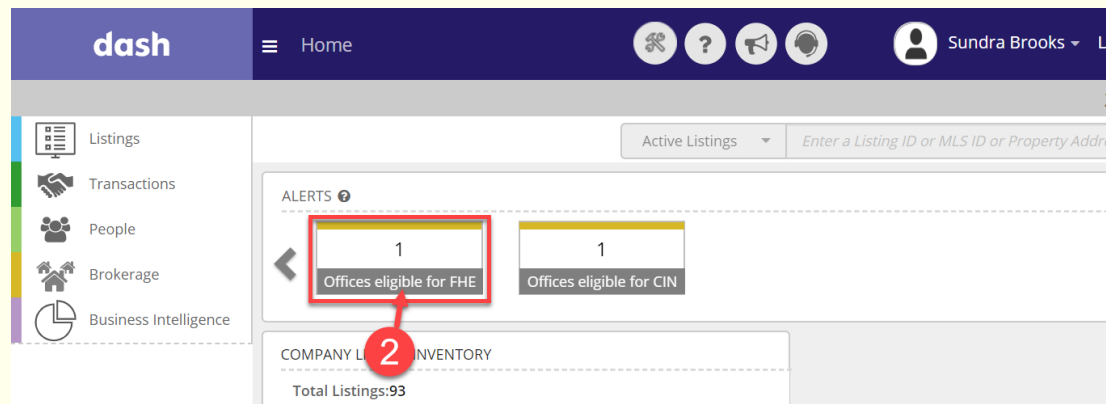 dash
Home
?
Sundra Brooks
L
Listings
Transactions
People
Brokerage
Business Intelligence
Active Listings
Enter a Listing ID or MLS ID or Property Addr
ALERTS ?
1
Offices eligible for FHE
1
Offices eligible for CIN
2
COMPANY L INVENTORY
Total Listings:93